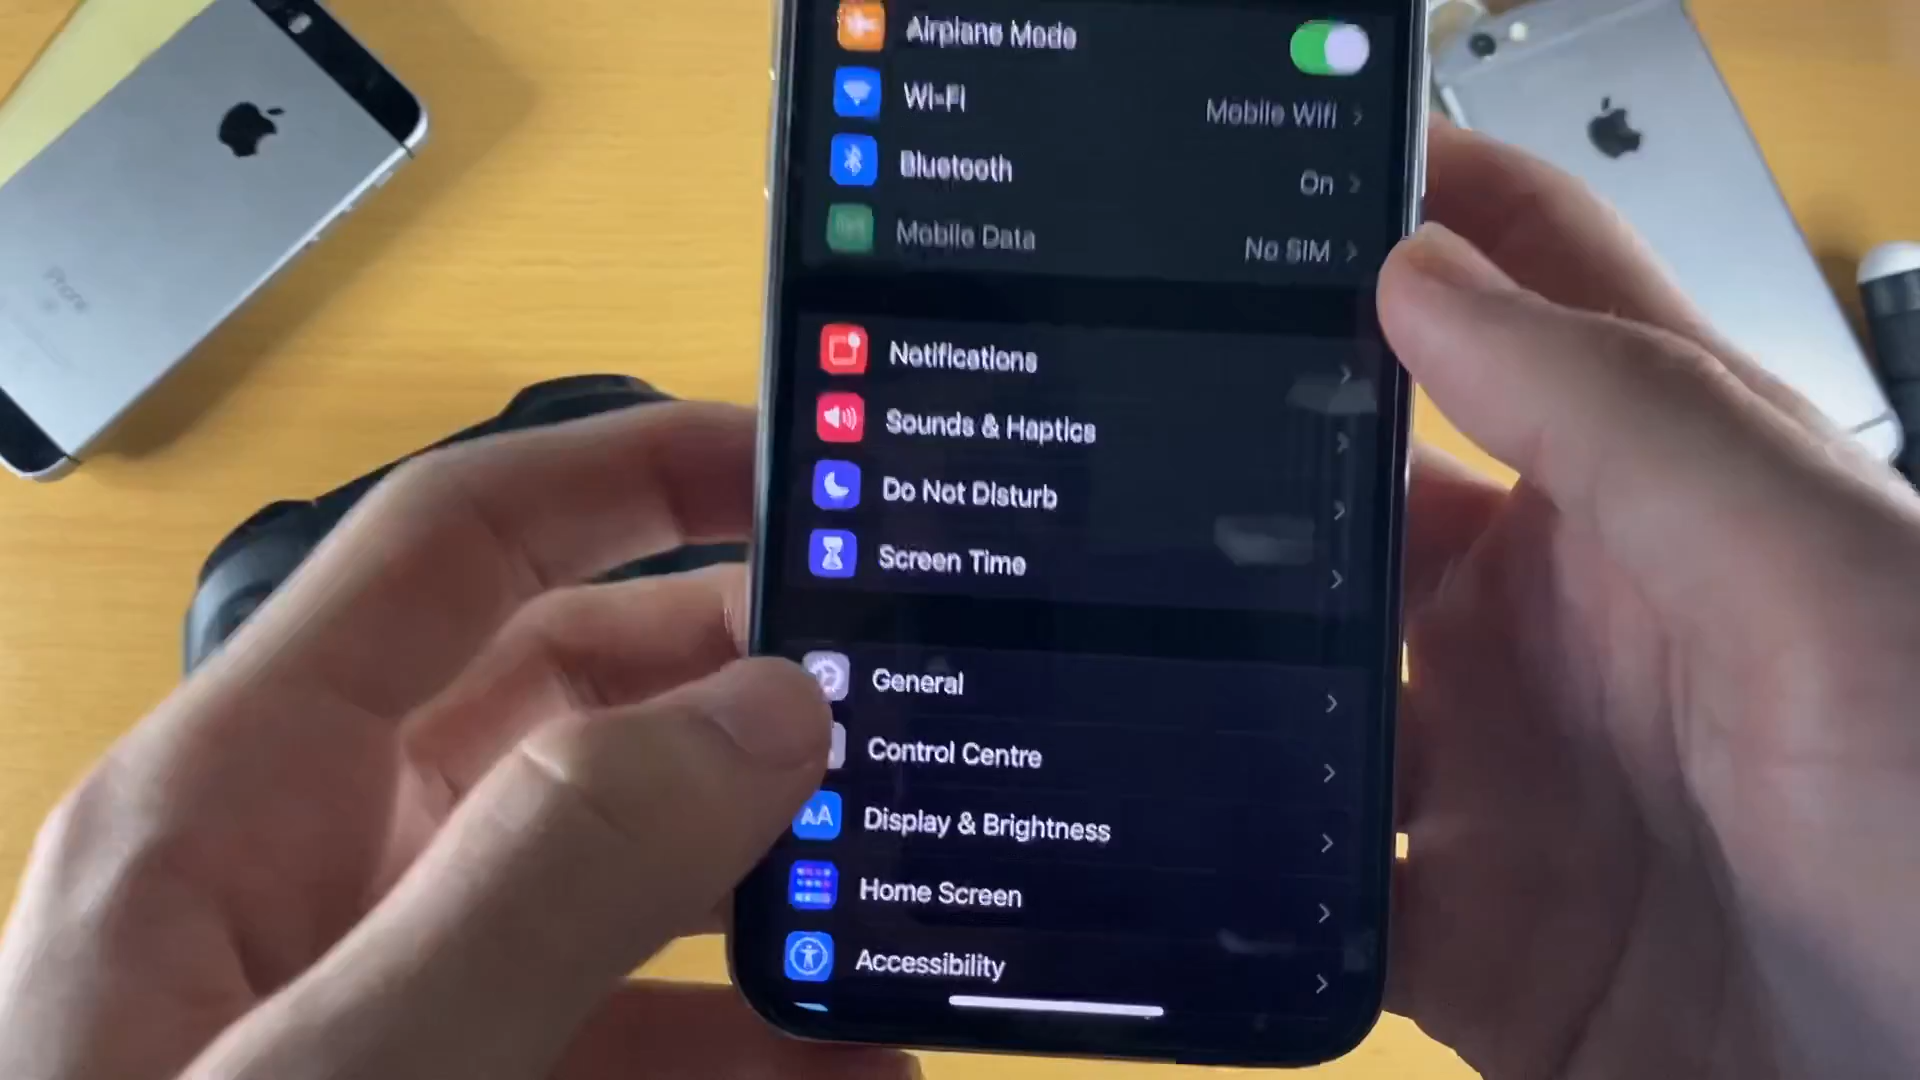 Airplane Mode
Wi-Fi
Mobile Wifi
Bluetooth
On
Mobile Data
No SIM
Notifications
Sounds & Haptics
Do Not Disturb
Screen Time
General
Control Centre
AA
Display & Brightness
Home Screen
Accessibility
iPhone